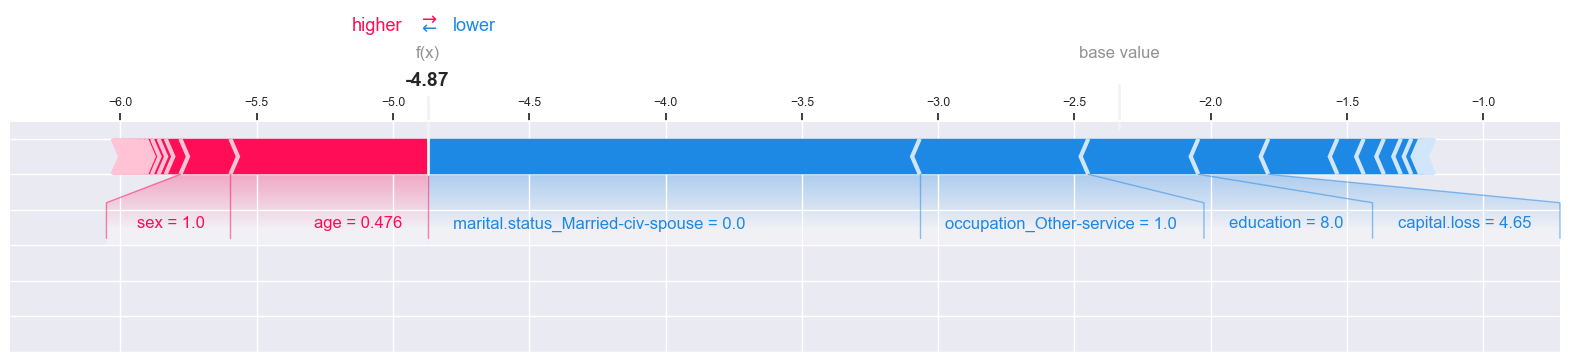 higher ⇄ lower
f(x) base value
-4.87
−6.0 −5.5 −5.0 −4.5 −4.0 −3.5 −3.0 −2.5 −2.0 −1.5 −1.0
sex = 1.0 age = 0.476 marital.status_Married-civ-spouse = 0.0 occupation_Other-service = 1.0 education = 8.0 capital.loss = 4.65